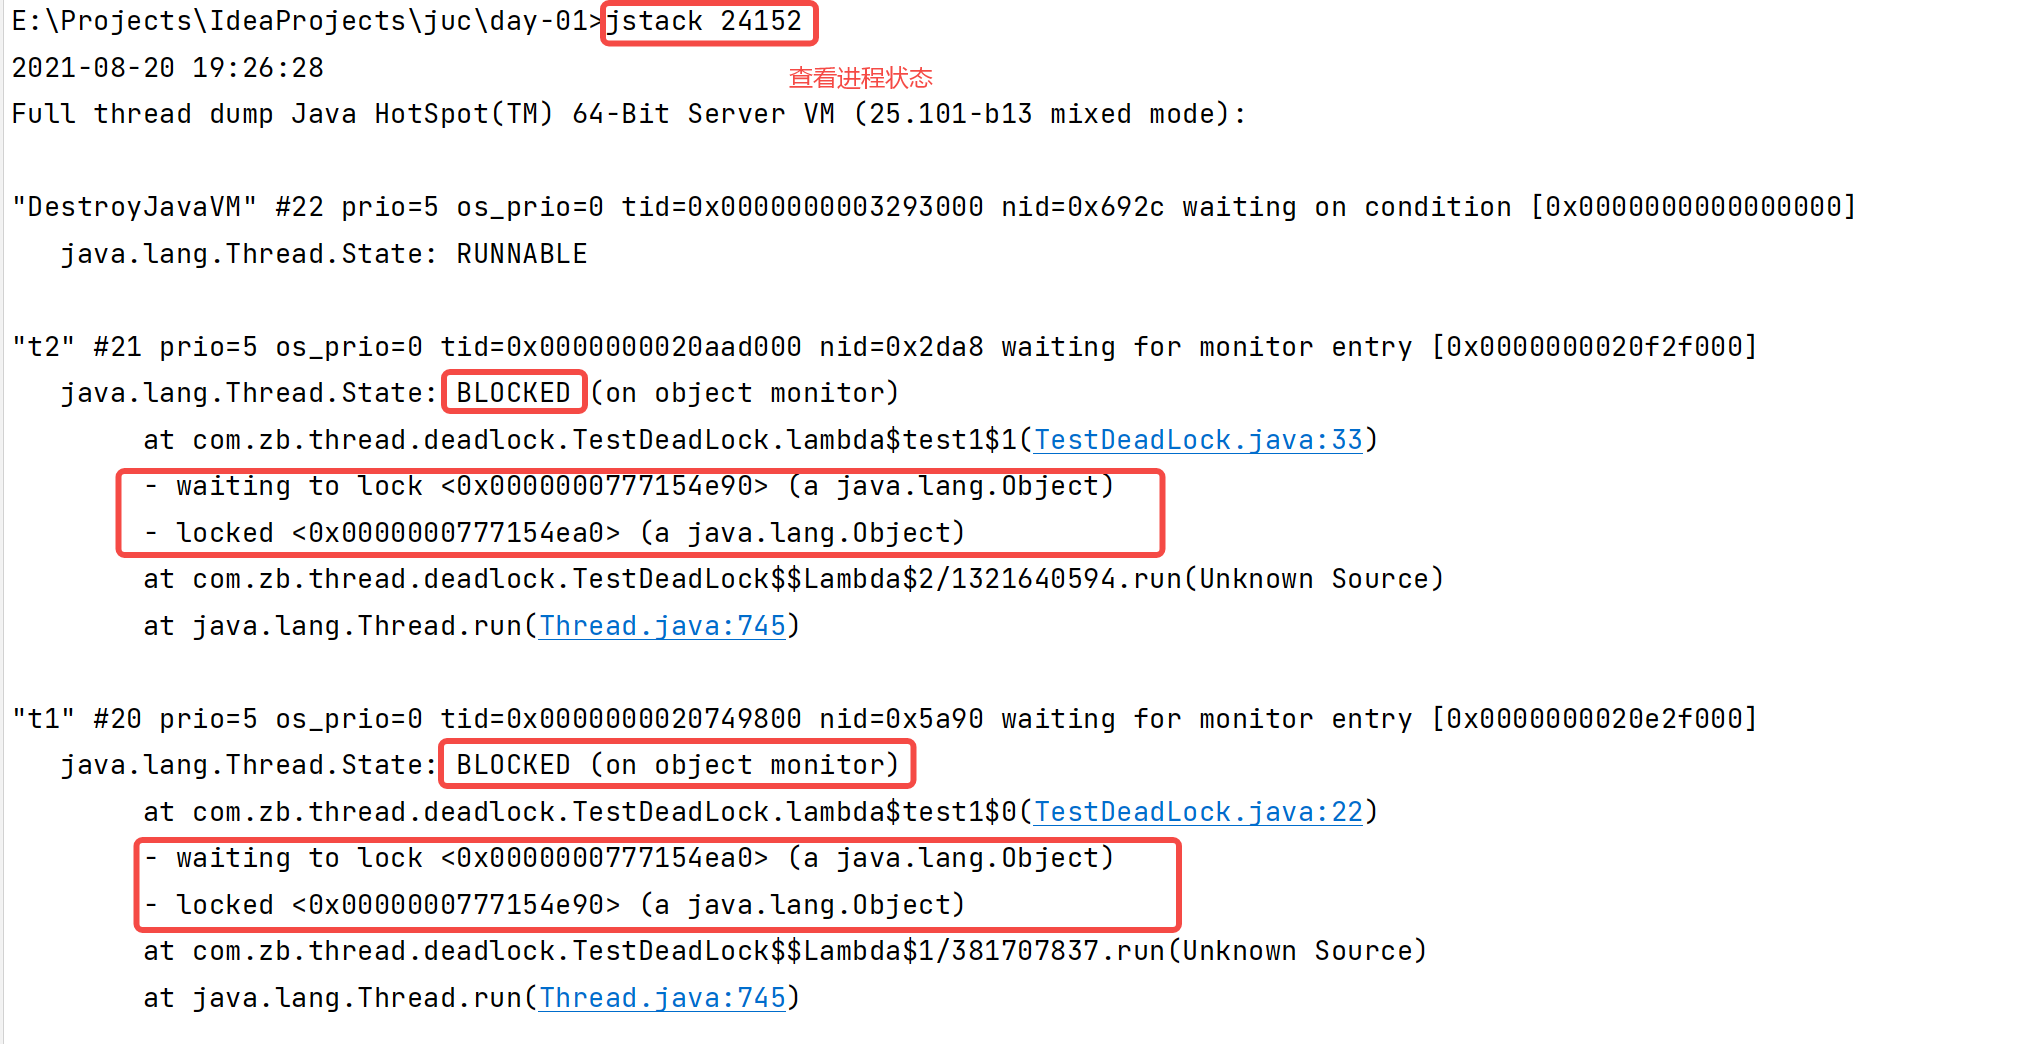 E:\Projects\IdeaProjects\juc\day-01>jstack 24152
2021-08-20 19:26:28
查看进程状态
Full thread dump Java HotSpot(TM) 64-Bit Server VM (25.101-b13 mixed mode):
"DestroyJavaVM" #22 prio=5 os_prio=0 tid=0x0000000003293000 nid=0x692c waiting on condition [0x0000000000000000]
java.lang.Thread.State: RUNNABLE
"t2" #21 prio=5 os_prio=0 tid=0x0000000020aad000 nid=0x2da8 waiting for monitor entry [0x0000000020f2f000]
java.lang.Thread.State: BLOCKED (on object monitor)
at com.zb.thread.deadlock.TestDeadLock.lambda$test1$1(TestDeadLock.java:33)
- waiting to lock <0x0000000777154e90> (a java.lang.Object)
- locked <0x0000000777154ea0> (a java.lang.Object)
at com.zb.thread.deadlock.TestDeadLock$$Lambda$2/1321640594.run(Unknown Source)
at java.lang.Thread.run(Thread.java:745)
"t1" #20 prio=5 os_prio=0 tid=0x0000000020749800 nid=0x5a90 waiting for monitor entry [0x0000000020e2f000]
java.lang.Thread.State: BLOCKED (on object monitor)
at com.zb.thread.deadlock.TestDeadLock.lambda$test1$0(TestDeadLock.java:22)
- waiting to lock <0x0000000777154ea0> (a java.lang.Object)
- locked <0x0000000777154e90> (a java.lang.Object)
at com.zb.thread.deadlock.TestDeadLock$$Lambda$1/381707837.run(Unknown Source)
at java.lang.Thread.run(Thread.java:745)